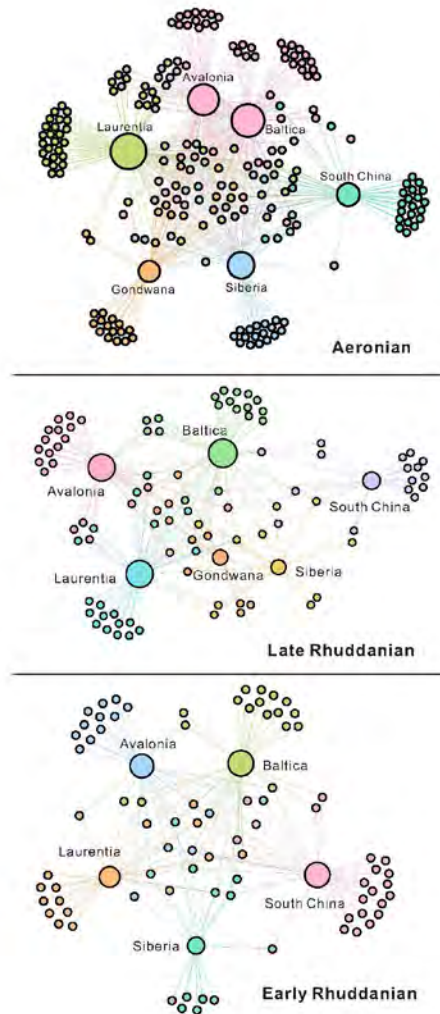 Avalonia
Laurentia
Baltica
South China
Gondwana
Siberia
Aeronian
Baltica
Avalonia
South China
Laurentia
Gondwana
Siberia
Late Rhuddanian
Avalonia
Baltica
Laurentia
South China
Siberia
Early Rhuddanian